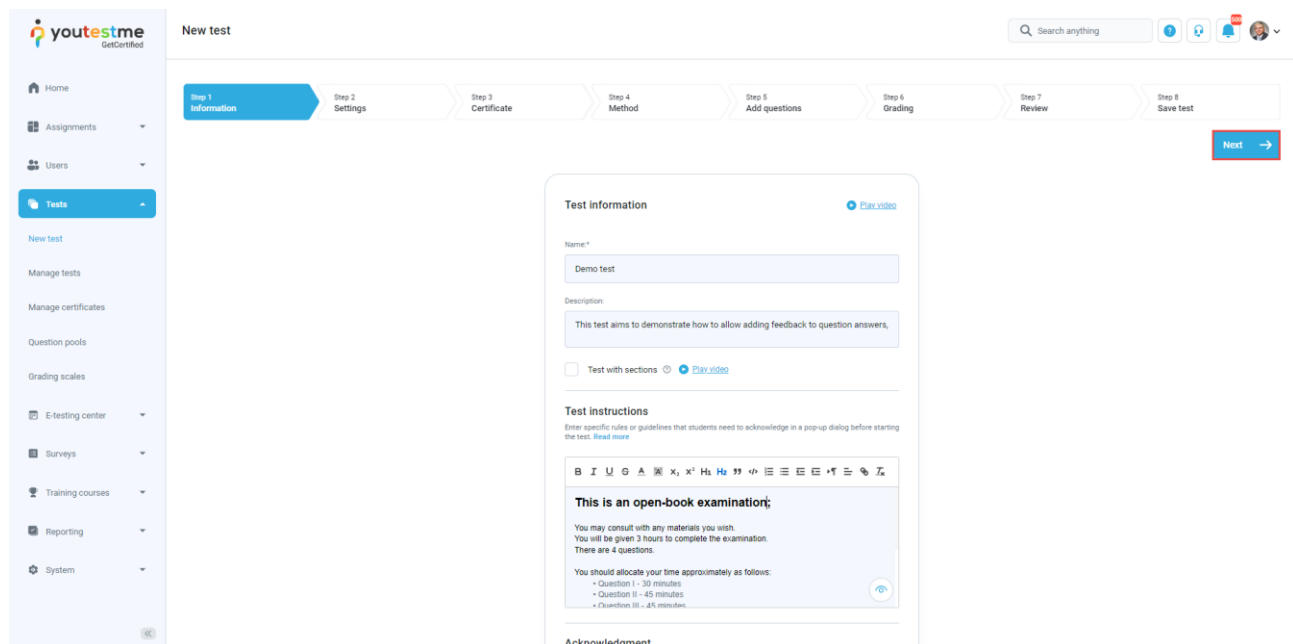 youtestme
GetCertified
New test
Search anything
?
500
Home
Assignments
Users
Tests
New test
Manage tests
Manage certificates
Question pools
Grading scales
E-testing center
Surveys
Training courses
Reporting
System
Step 1
Information
Step 2
Settings
Step 3
Certificate
Step 4
Method
Step 5
Add questions
Step 6
Grading
Step 7
Review
Step 8
Save test
Next
Test information
Play video
Name:*
Demo test
Description:
This test aims to demonstrate how to allow adding feedback to question answers,
Test with sections
Play video
Test instructions
Enter specific rules or guidelines that students need to acknowledge in a pop-up dialog before starting
the test. Read more
B I U S A A X₂ X² H₁ H₂
This is an open-book examination;
You may consult with any materials you wish.
You will be given 3 hours to complete the examination.
There are 4 questions.
You should allocate your time approximately as follows:
• Question I - 30 minutes
• Question II - 45 minutes
• Question III - 45 minutes
Acknowledgment